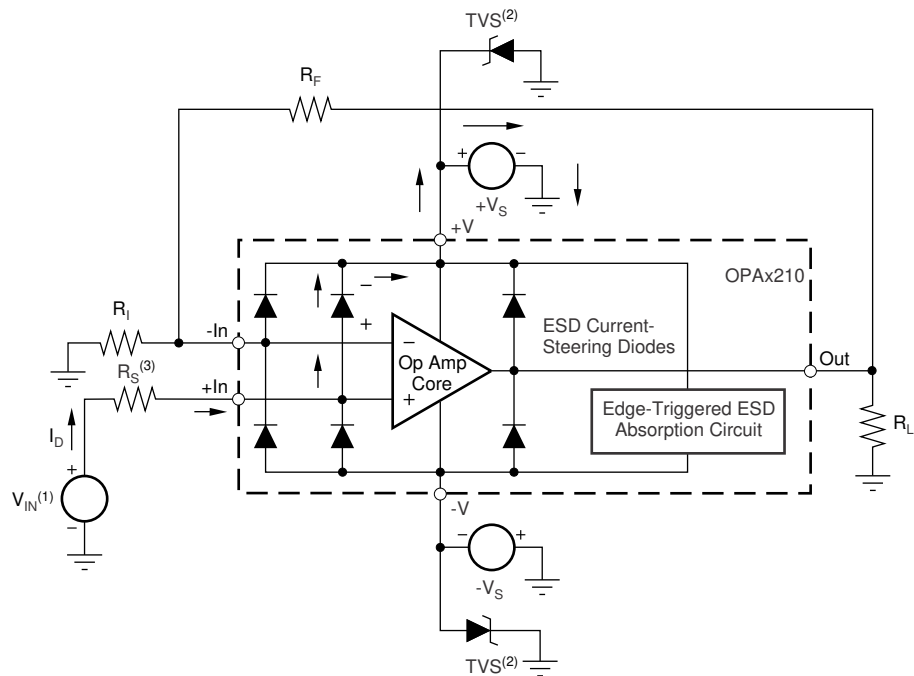 TVS(2)
RF
+ −
+VS
+V
OPAx210
−
+
RI
-In
−
Op Amp
Core
+
ESD Current-
Steering Diodes
Out
RS(3)
+In
Edge-Triggered ESD
Absorption Circuit
RL
ID
+
VIN(1)
−
-V
− +
-VS
TVS(2)